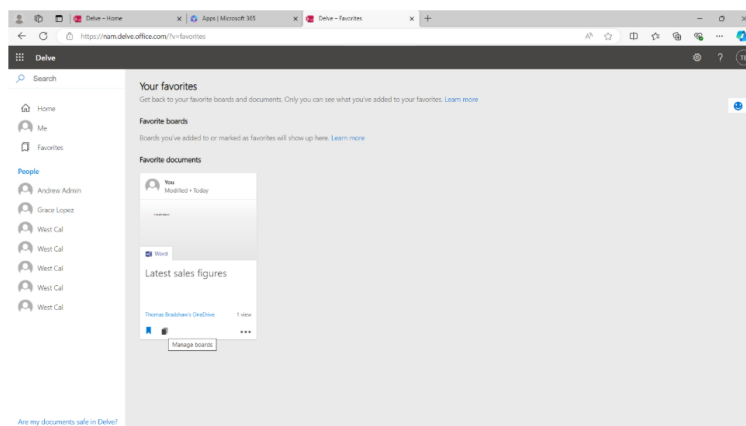 Delve – Home
Apps | Microsoft 365
Delve – Favorites
https://nam.delve.office.com/?v=favorites
Delve
Search
Home
Me
Favorites
People
Andrew Admin
Grace Lopez
West Cal
West Cal
West Cal
West Cal
West Cal
Are my documents safe in Delve?
Your favorites
Get back to your favorite boards and documents. Only you can see what you've added to your favorites. Learn more
Favorite boards
Boards you've added to or marked as favorites will show up here. Learn more
Favorite documents
You
Modified • Today
Word
Latest sales figures
Thomas Bradshaw's OneDrive
1 view
Manage boards